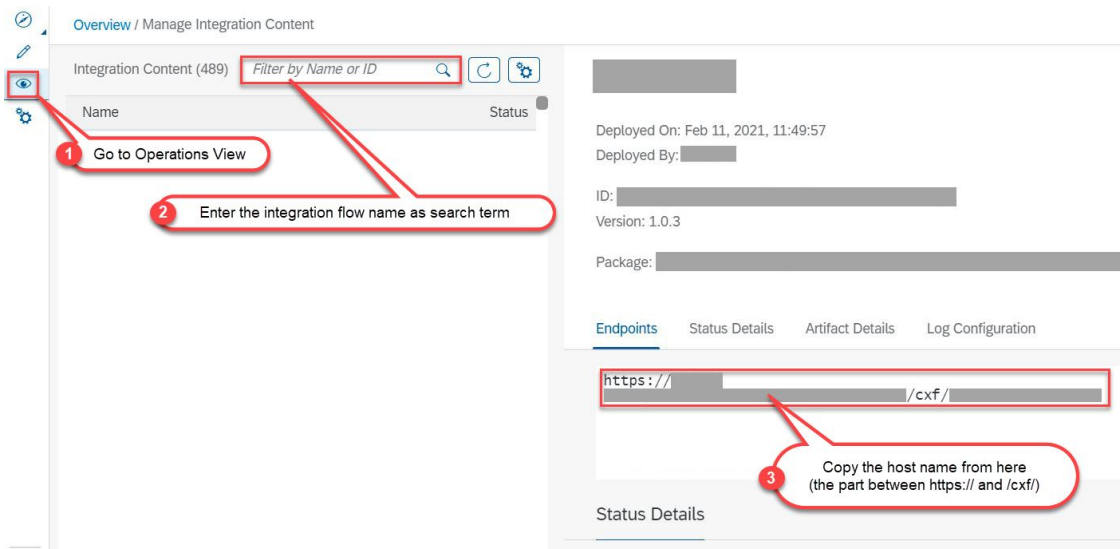 Overview / Manage Integration Content
Integration Content (489) Filter by Name or ID
Name Status
1 Go to Operations View
2 Enter the integration flow name as search term
Deployed On: Feb 11, 2021, 11:49:57
Deployed By:
ID:
Version: 1.0.3
Package:
Endpoints Status Details Artifact Details Log Configuration
https://
/cxf/
3 Copy the host name from here
(the part between https:// and /cxf/)
Status Details